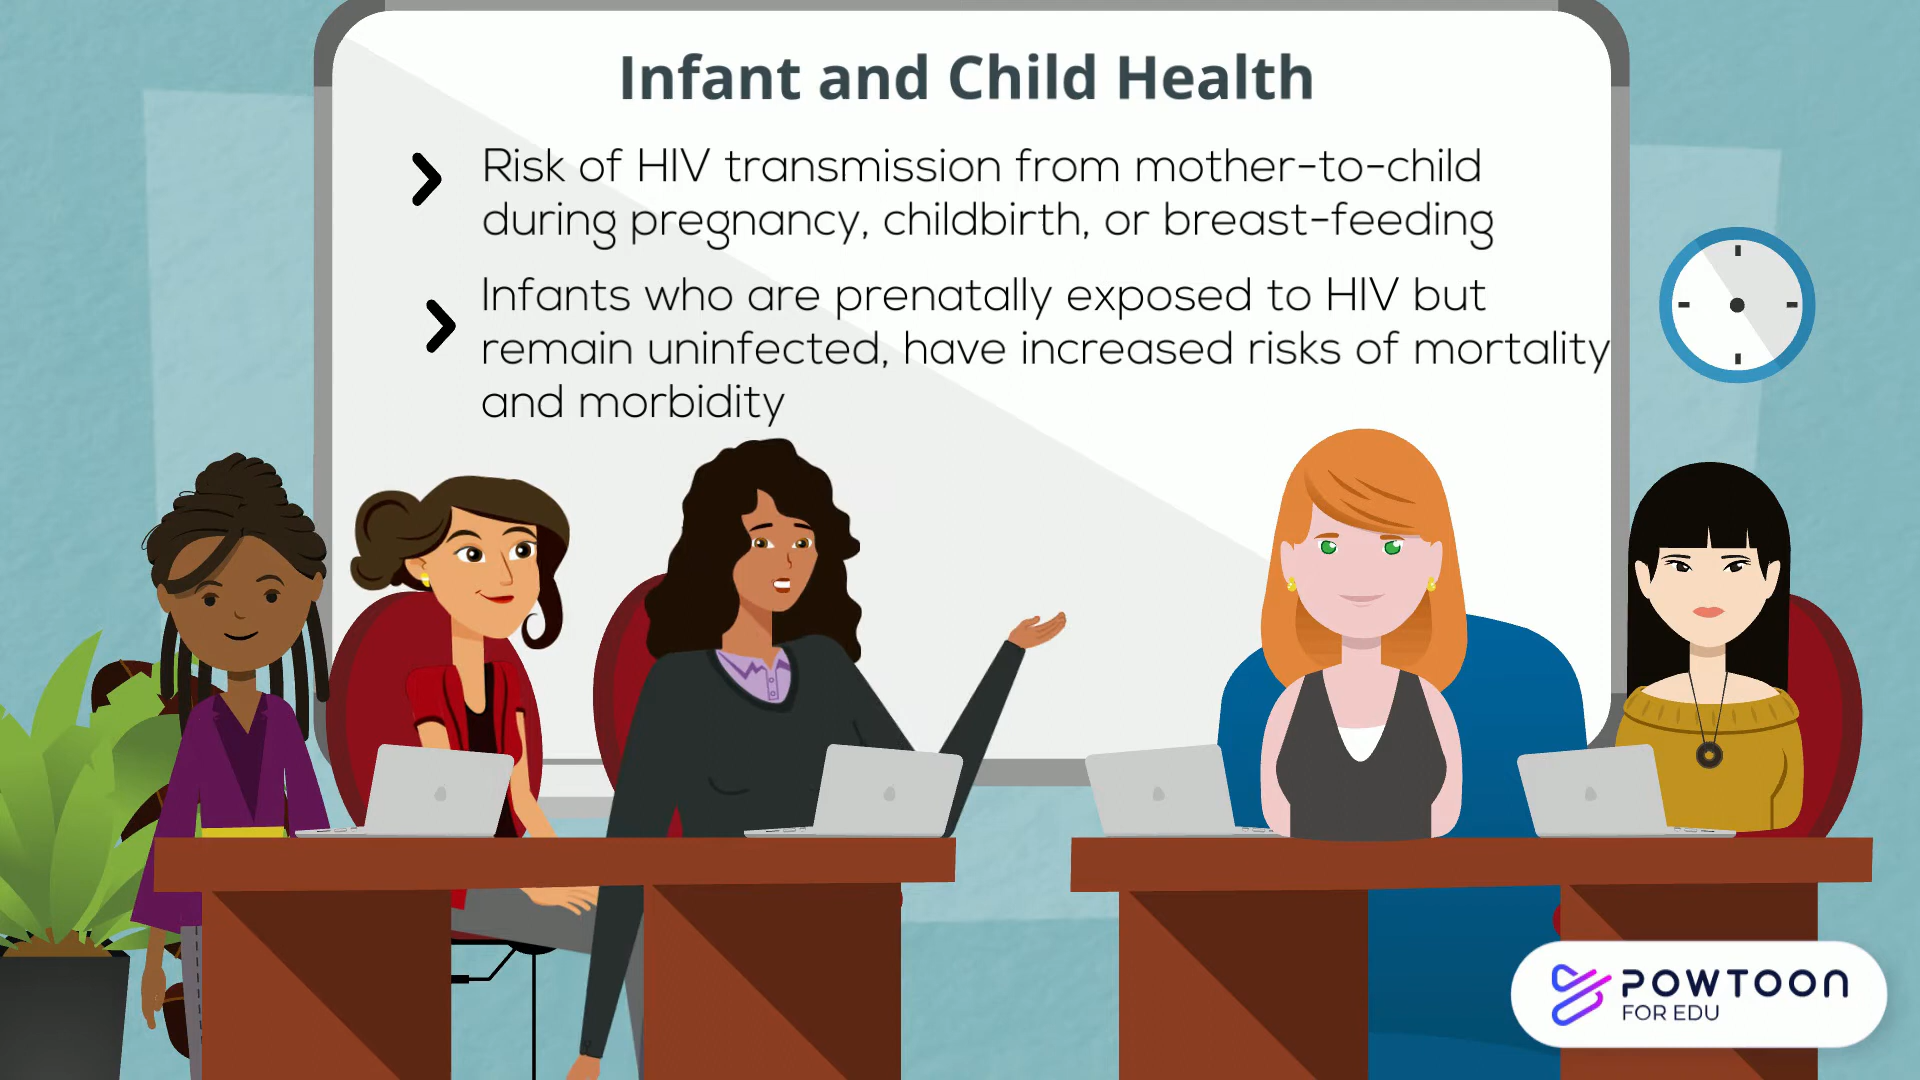 Infant and Child Health
Risk of HIV transmission from mother-to-child
during pregnancy, childbirth, or breast-feeding
Infants who are prenatally exposed to HIV but
remain uninfected, have increased risks of mortality
and morbidity
POWTOON
FOR EDU